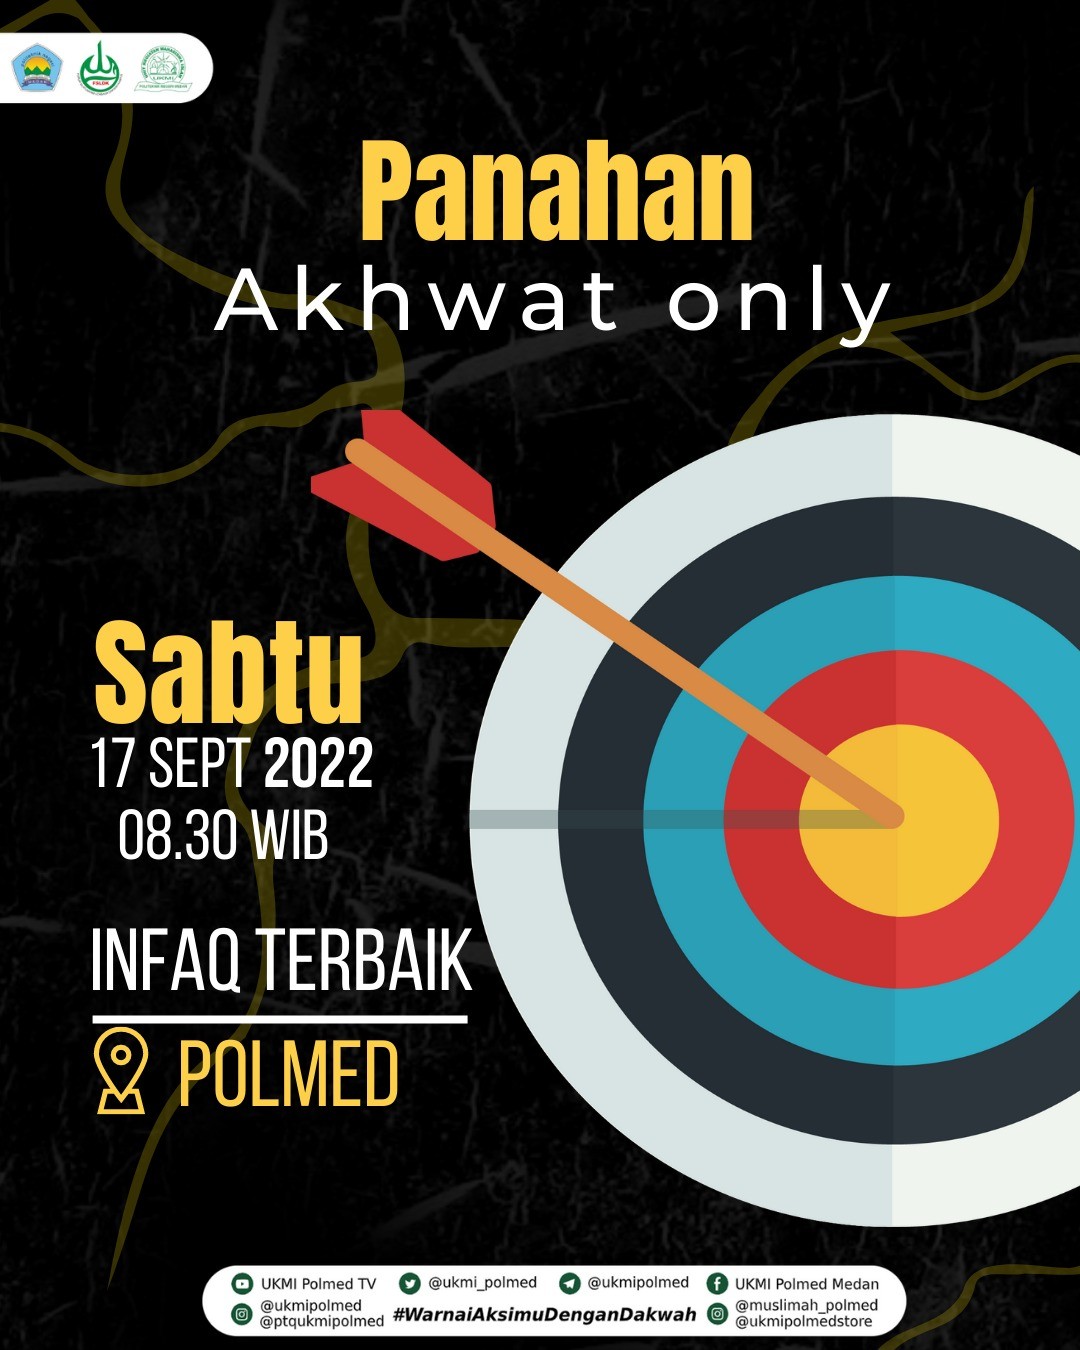 Panahan
Akhwat only
Sabtu
17 SEPT 2022
08.30 WIB
INFAQ TERBAIK
POLMED
UKMI Polmed TV
@ukmi_polmed
@ukmipolmed
UKMI Polmed Medan
@ukmipolmed
@ptqukmipolmed
#WarnaiAksimuDenganDakwah
@muslimah_polmed
@ukmipolmedstore